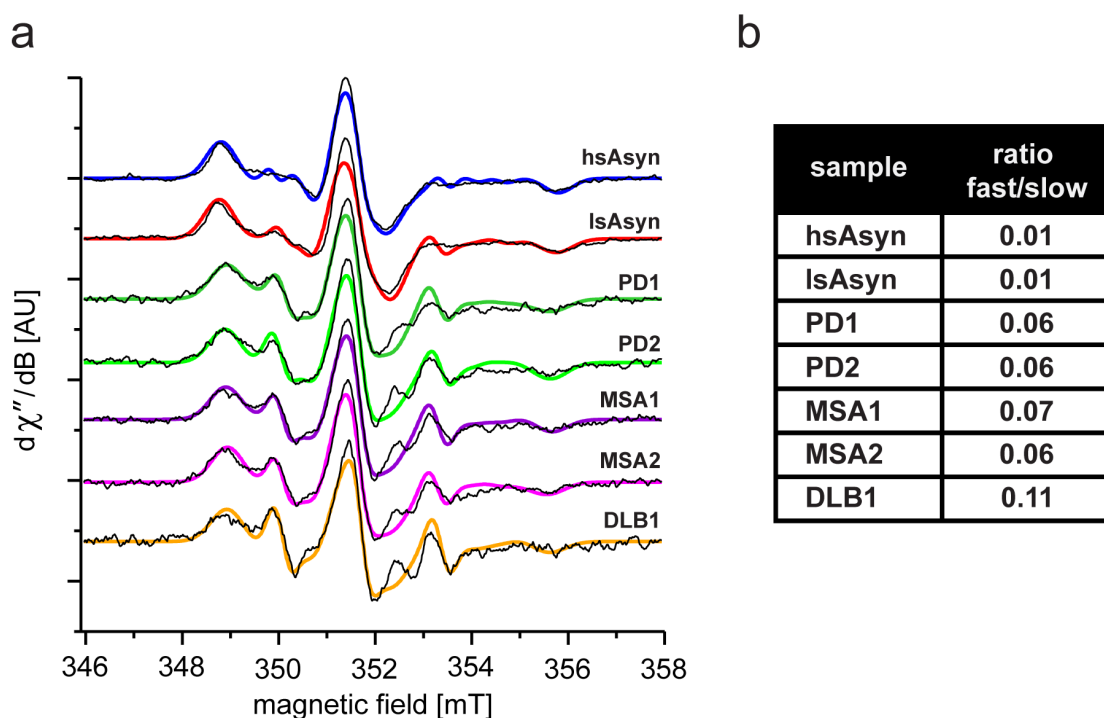 a
b
hsAsyn
lsAsyn
PD1
PD2
MSA1
MSA2
DLB1
d χ″/dB [AU]
346 348 350 352 354 356 358
magnetic field [mT]
sample ratio fast/slow
hsAsyn 0.01
lsAsyn 0.01
PD1 0.06
PD2 0.06
MSA1 0.07
MSA2 0.06
DLB1 0.11